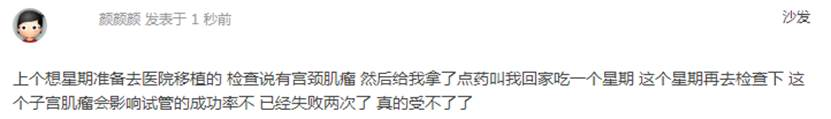 颜颜颜 发表于 1 秒前
沙发
上个想星期准备去医院移植的 检查说有宫颈肌瘤 然后给我拿了点药叫我回家吃一个星期 这个星期再去检查下 这
个子宫肌瘤会影响试管的成功率不 已经失败两次了 真的受不了了